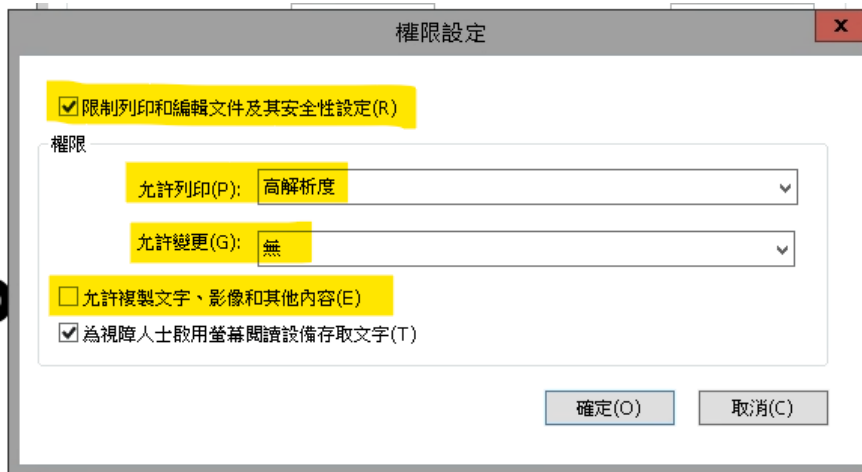 權限設定
x
限制列印和編輯文件及其安全性設定(R)
權限
允許列印(P): 高解析度
允許變更(G): 無
允許複製文字、影像和其他內容(E)
為視障人士啟用螢幕閱讀設備存取文字(T)
確定(O) 取消(C)